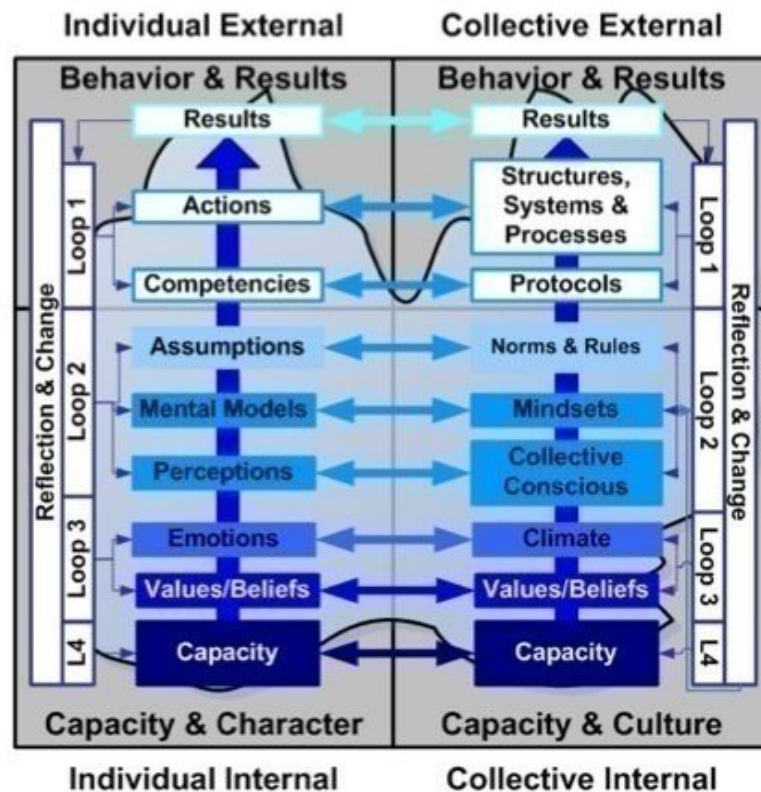 Individual External
Collective External
Behavior & Results
Behavior & Results
Results
Results
Actions
Structures,
Systems &
Processes
Competencies
Protocols
Assumptions
Norms & Rules
Mental Models
Mindsets
Perceptions
Collective
Conscious
Emotions
Climate
Values/Beliefs
Values/Beliefs
Capacity
Capacity
Reflection & Change
Loop 1
Loop 2
Loop 3
L4
Loop 1
Loop 2
Loop 3
L4
Reflection & Change
Capacity & Character
Capacity & Culture
Individual Internal
Collective Internal